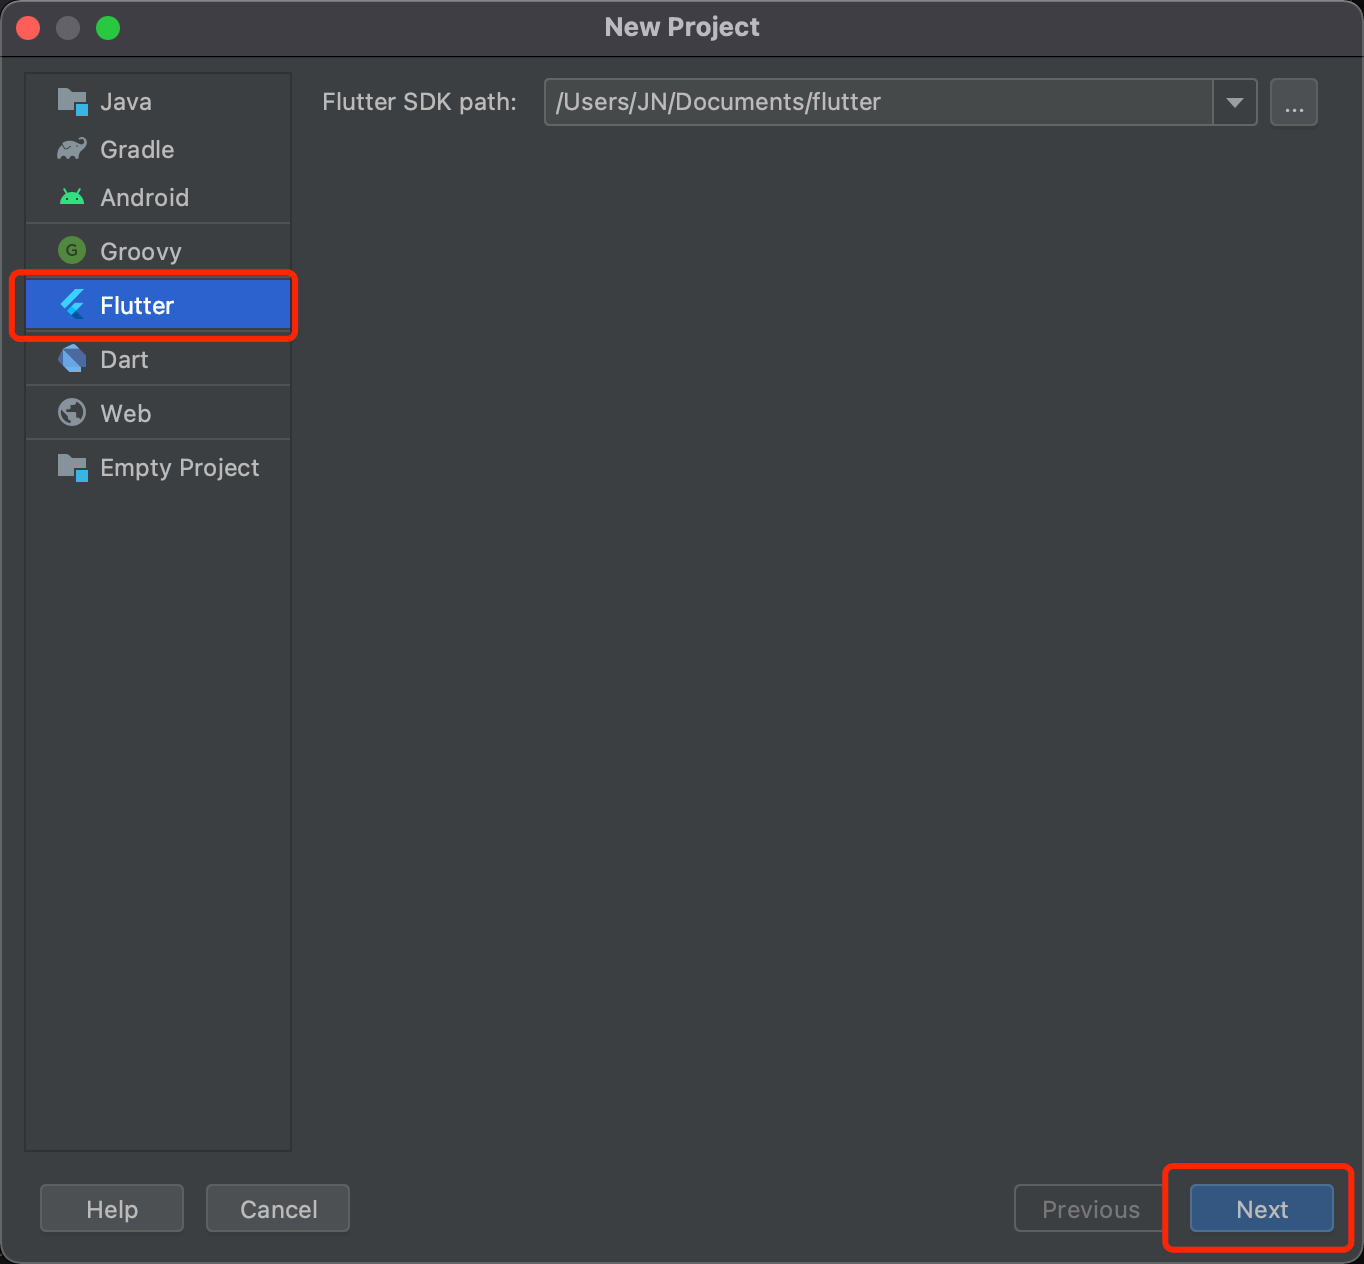 New Project
Java
Gradle
Android
G Groovy
Flutter
Dart
Web
Empty Project
Flutter SDK path: /Users/JN/Documents/flutter ...
Help Cancel Previous Next